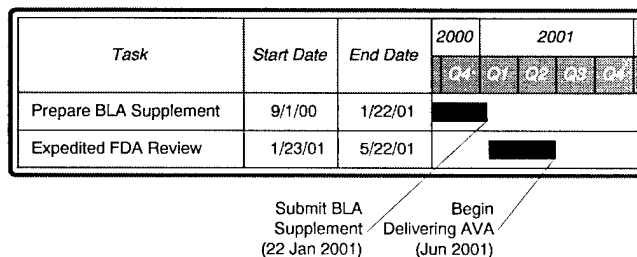 Task Start Date End Date 2000 2001
Q4 Q1 Q2 Q3 Q4
Prepare BLA Supplement 9/1/00 1/22/01
Expedited FDA Review 1/23/01 5/22/01
Submit BLA
Supplement
(22 Jan 2001)
Begin
Delivering AVA
(Jun 2001)